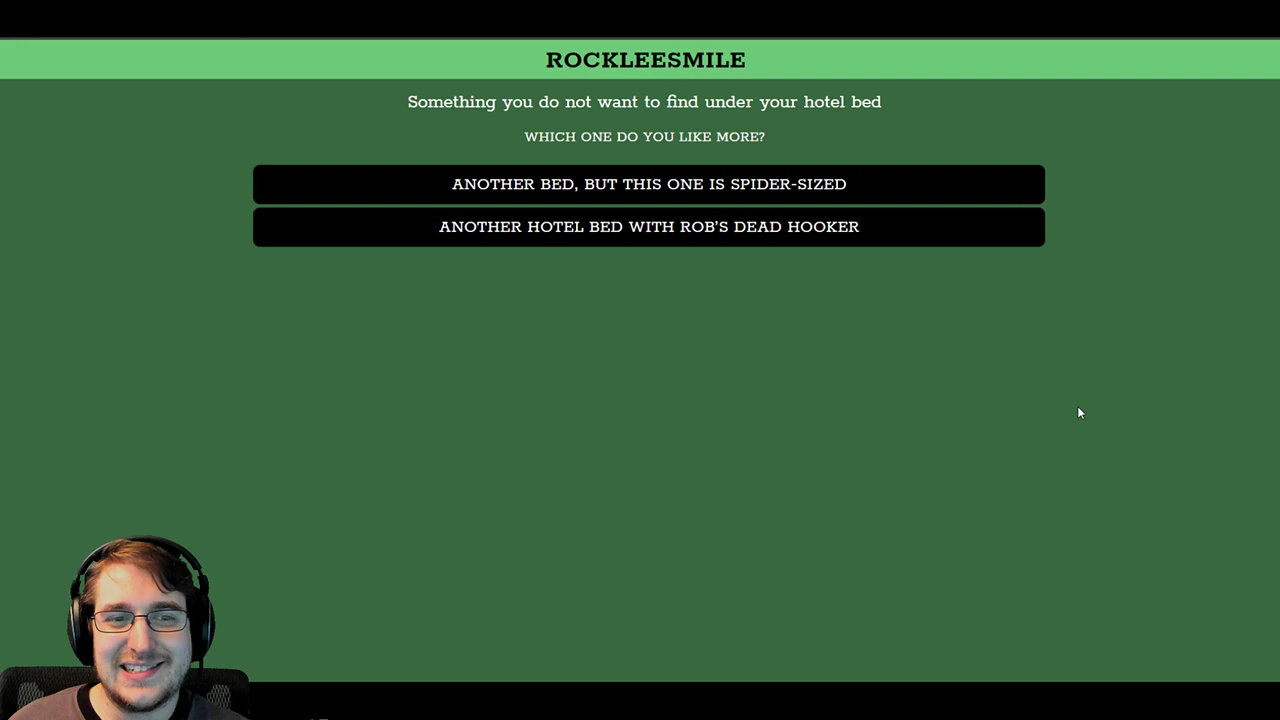 ROCKLEESMILE
Something you do not want to find under your hotel bed
WHICH ONE DO YOU LIKE MORE?
ANOTHER BED, BUT THIS ONE IS SPIDER-SIZED
ANOTHER HOTEL BED WITH ROB'S DEAD HOOKER